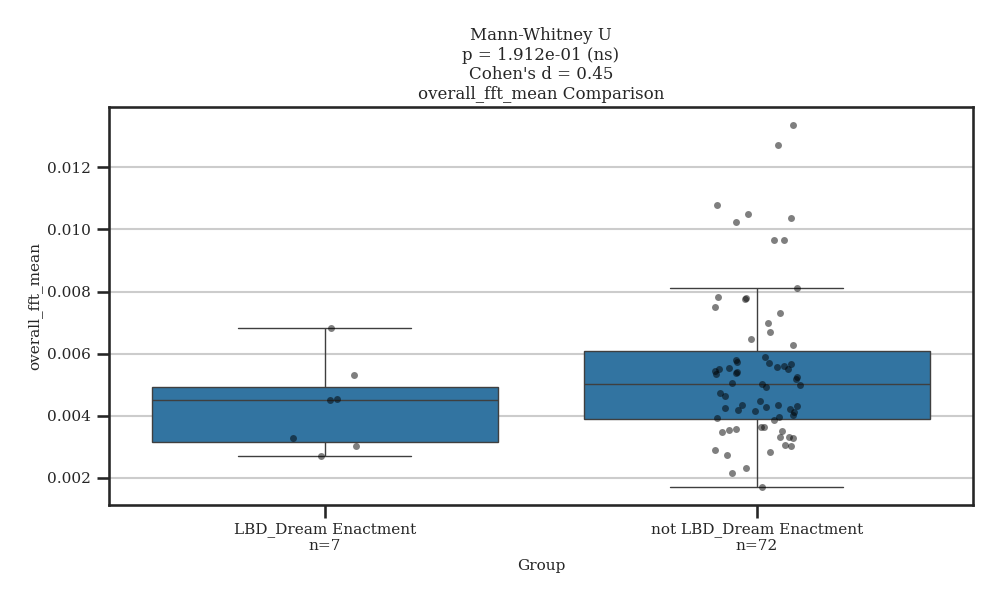 Mann-Whitney U
p = 1.912e-01 (ns)
Cohen's d = 0.45
overall_fft_mean Comparison
0.012
0.010
0.008
0.006
0.004
0.002
overall_fft_mean
LBD_Dream Enactment
n=7
not LBD_Dream Enactment
n=72
Group